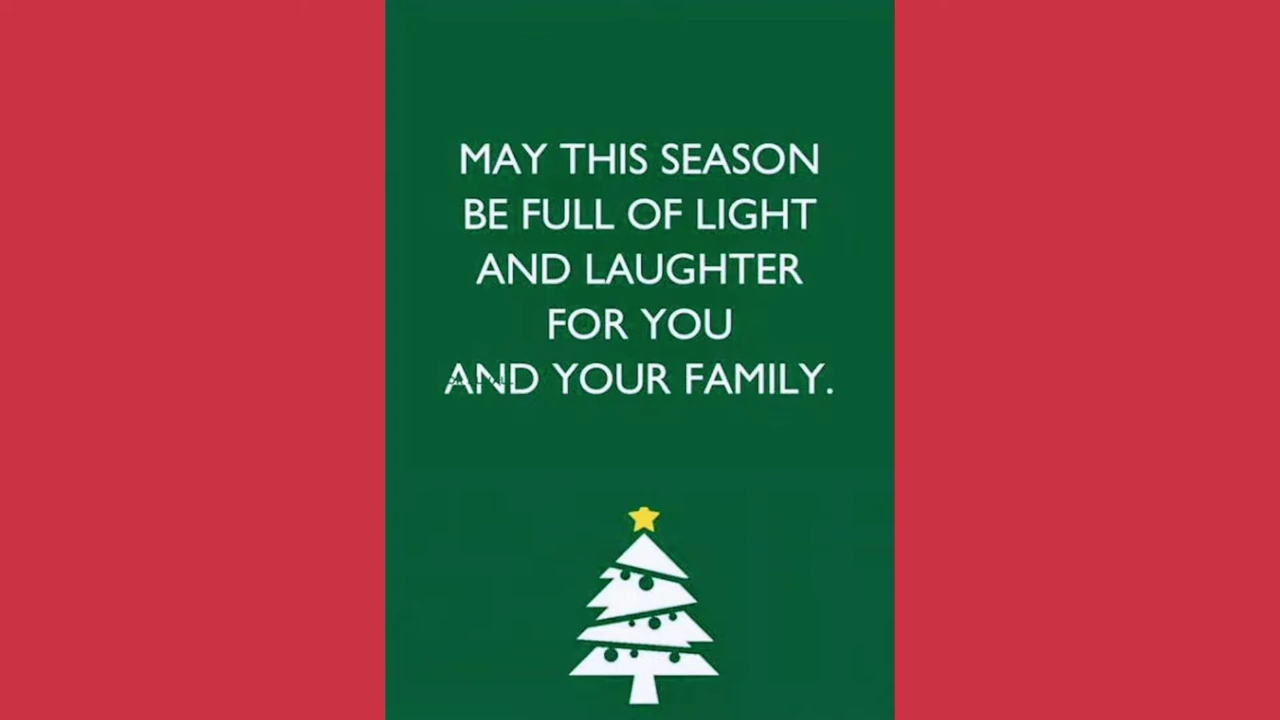 MAY THIS SEASON
BE FULL OF LIGHT
AND LAUGHTER
FOR YOU
AND YOUR FAMILY.